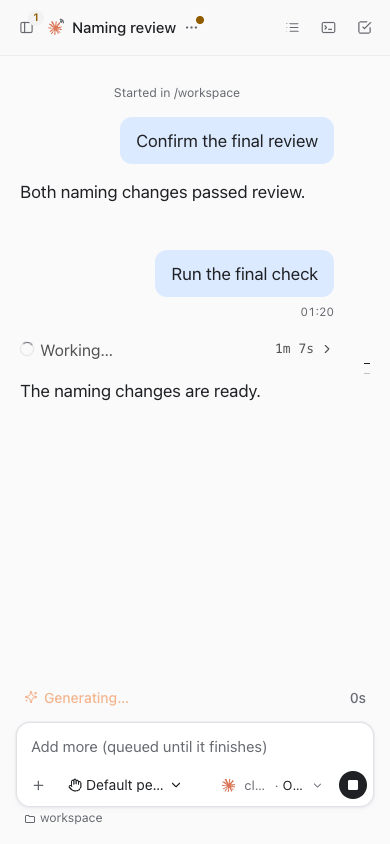 1
Naming review
Started in /workspace
Confirm the final review
Both naming changes passed review.
Run the final check
01:20
Working...
1m 7s
The naming changes are ready.
Generating...
0s
Add more (queued until it finishes)
Default pe...
cl... · O...
workspace